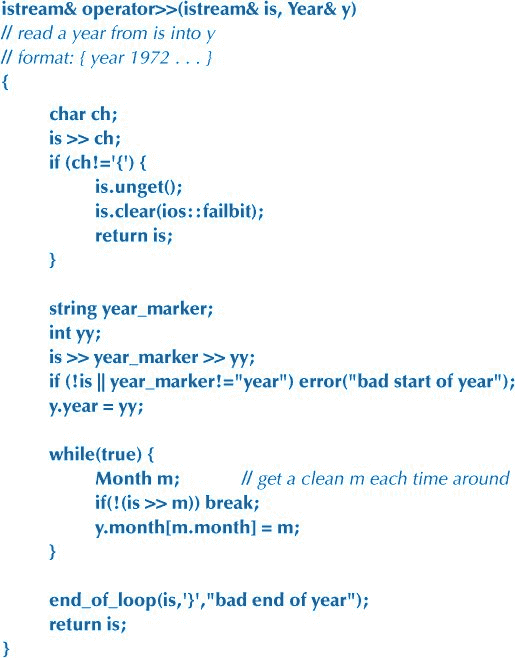 istream& operator>>(istream& is, Year& y)
// read a year from is into y
// format: { year 1972 . . . }
{
char ch;
is >> ch;
if (ch!='{') {
is.unget();
is.clear(ios::failbit);
return is;
}
string year_marker;
int yy;
is >> year_marker >> yy;
if (!is || year_marker!="year") error("bad start of year");
y.year = yy;
while(true) {
Month m; // get a clean m each time around
if(!(is >> m)) break;
y.month[m.month] = m;
}
end_of_loop(is,'}',"bad end of year");
return is;
}